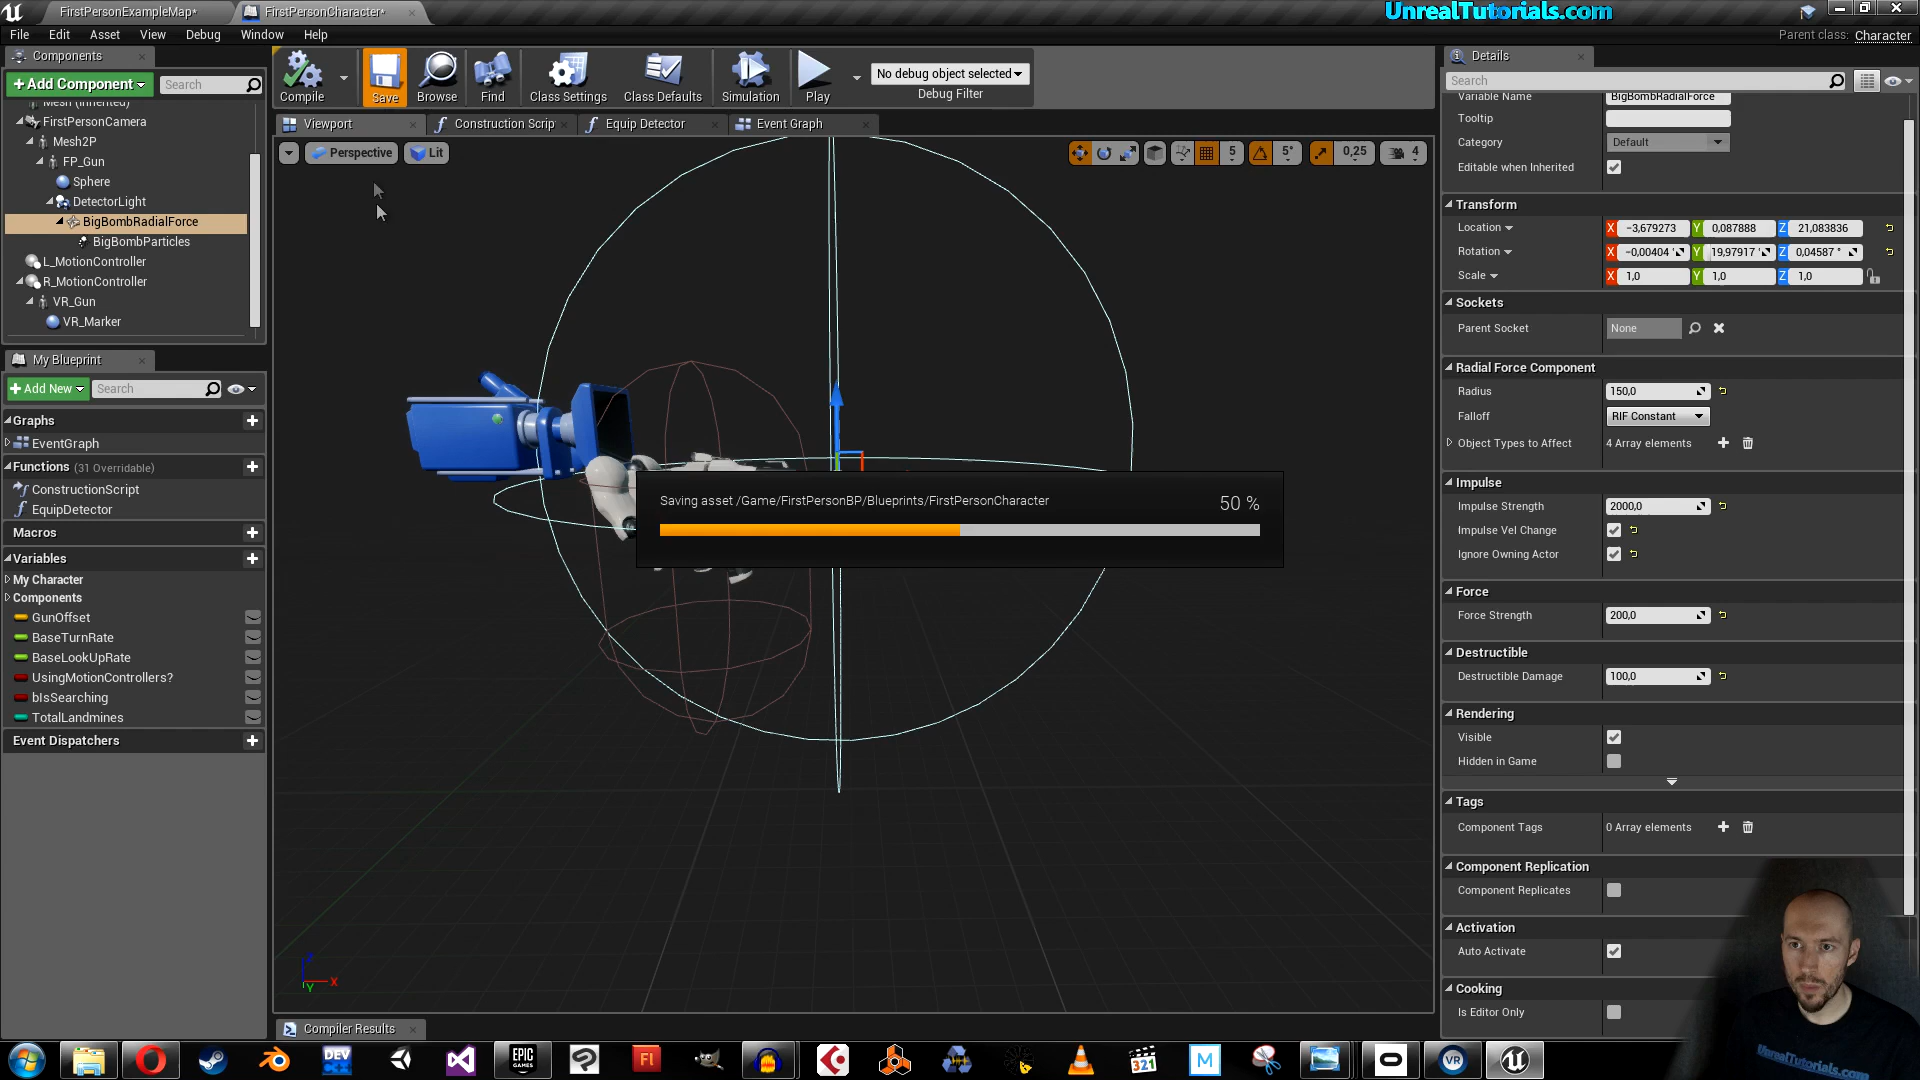 FirstPersonExampleMap*
FirstPersonCharacter*
UnrealTutorials.com
File Edit Asset View Debug Window Help
Parent class: Character
Components
+Add Component
Search
Mesh (Inherited)
FirstPersonCamera
Mesh2P
FP_Gun
Sphere
DetectorLight
BigBombRadialForce
BigBombParticles
L_MotionController
R_MotionController
VR_Gun
VR_Marker
My Blueprint
+Add New
Search
Graphs
EventGraph
Functions (31 Overridable)
ConstructionScript
EquipDetector
Macros
Variables
My Character
Components
GunOffset
BaseTurnRate
BaseLookUpRate
UsingMotionControllers?
bIsSearching
TotalLandmines
Event Dispatchers
Compile
Save
Browse
Find
Class Settings
Class Defaults
Simulation
Play
No debug object selected
Debug Filter
Viewport
Construction Scrip
Equip Detector
Event Graph
Perspective
Lit
5
5°
0,25
4
Saving asset /Game/FirstPersonBP/Blueprints/FirstPersonCharacter
50 %
Z
X
Y
Compiler Results
Details
Search
Variable Name BigBombRadialForce
Tooltip
Category Default
Editable when Inherited
Transform
Location X -3,679273 Y 0,087888 Z 21,083836
Rotation X -0,00404 ° Y 19,97917 ° Z 0,04587 °
Scale X 1,0 Y 1,0 Z 1,0
Sockets
Parent Socket None
Radial Force Component
Radius 150,0
Falloff RIF Constant
Object Types to Affect 4 Array elements
Impulse
Impulse Strength 2000,0
Impulse Vel Change
Ignore Owning Actor
Force
Force Strength 200,0
Destructible
Destructible Damage 100,0
Rendering
Visible
Hidden in Game
Tags
Component Tags 0 Array elements
Component Replication
Component Replicates
Activation
Auto Activate
Cooking
Is Editor Only
UnrealTutorials.com
DEV
EPIC GAMES
Fl
321
M
VR